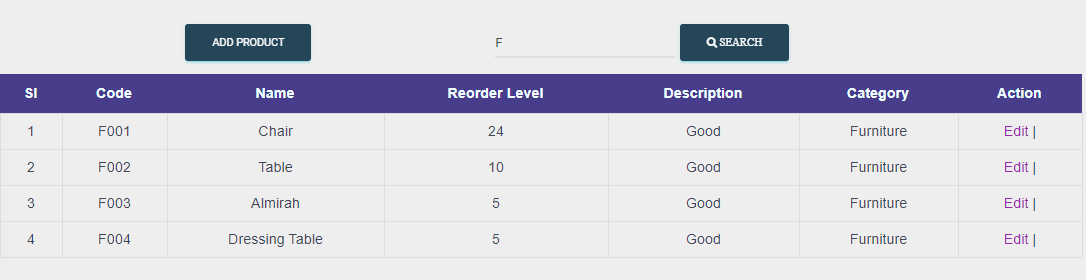 ADD PRODUCT F SEARCH
Sl Code Name Reorder Level Description Category Action
1 F001 Chair 24 Good Furniture Edit |
2 F002 Table 10 Good Furniture Edit |
3 F003 Almirah 5 Good Furniture Edit |
4 F004 Dressing Table 5 Good Furniture Edit |